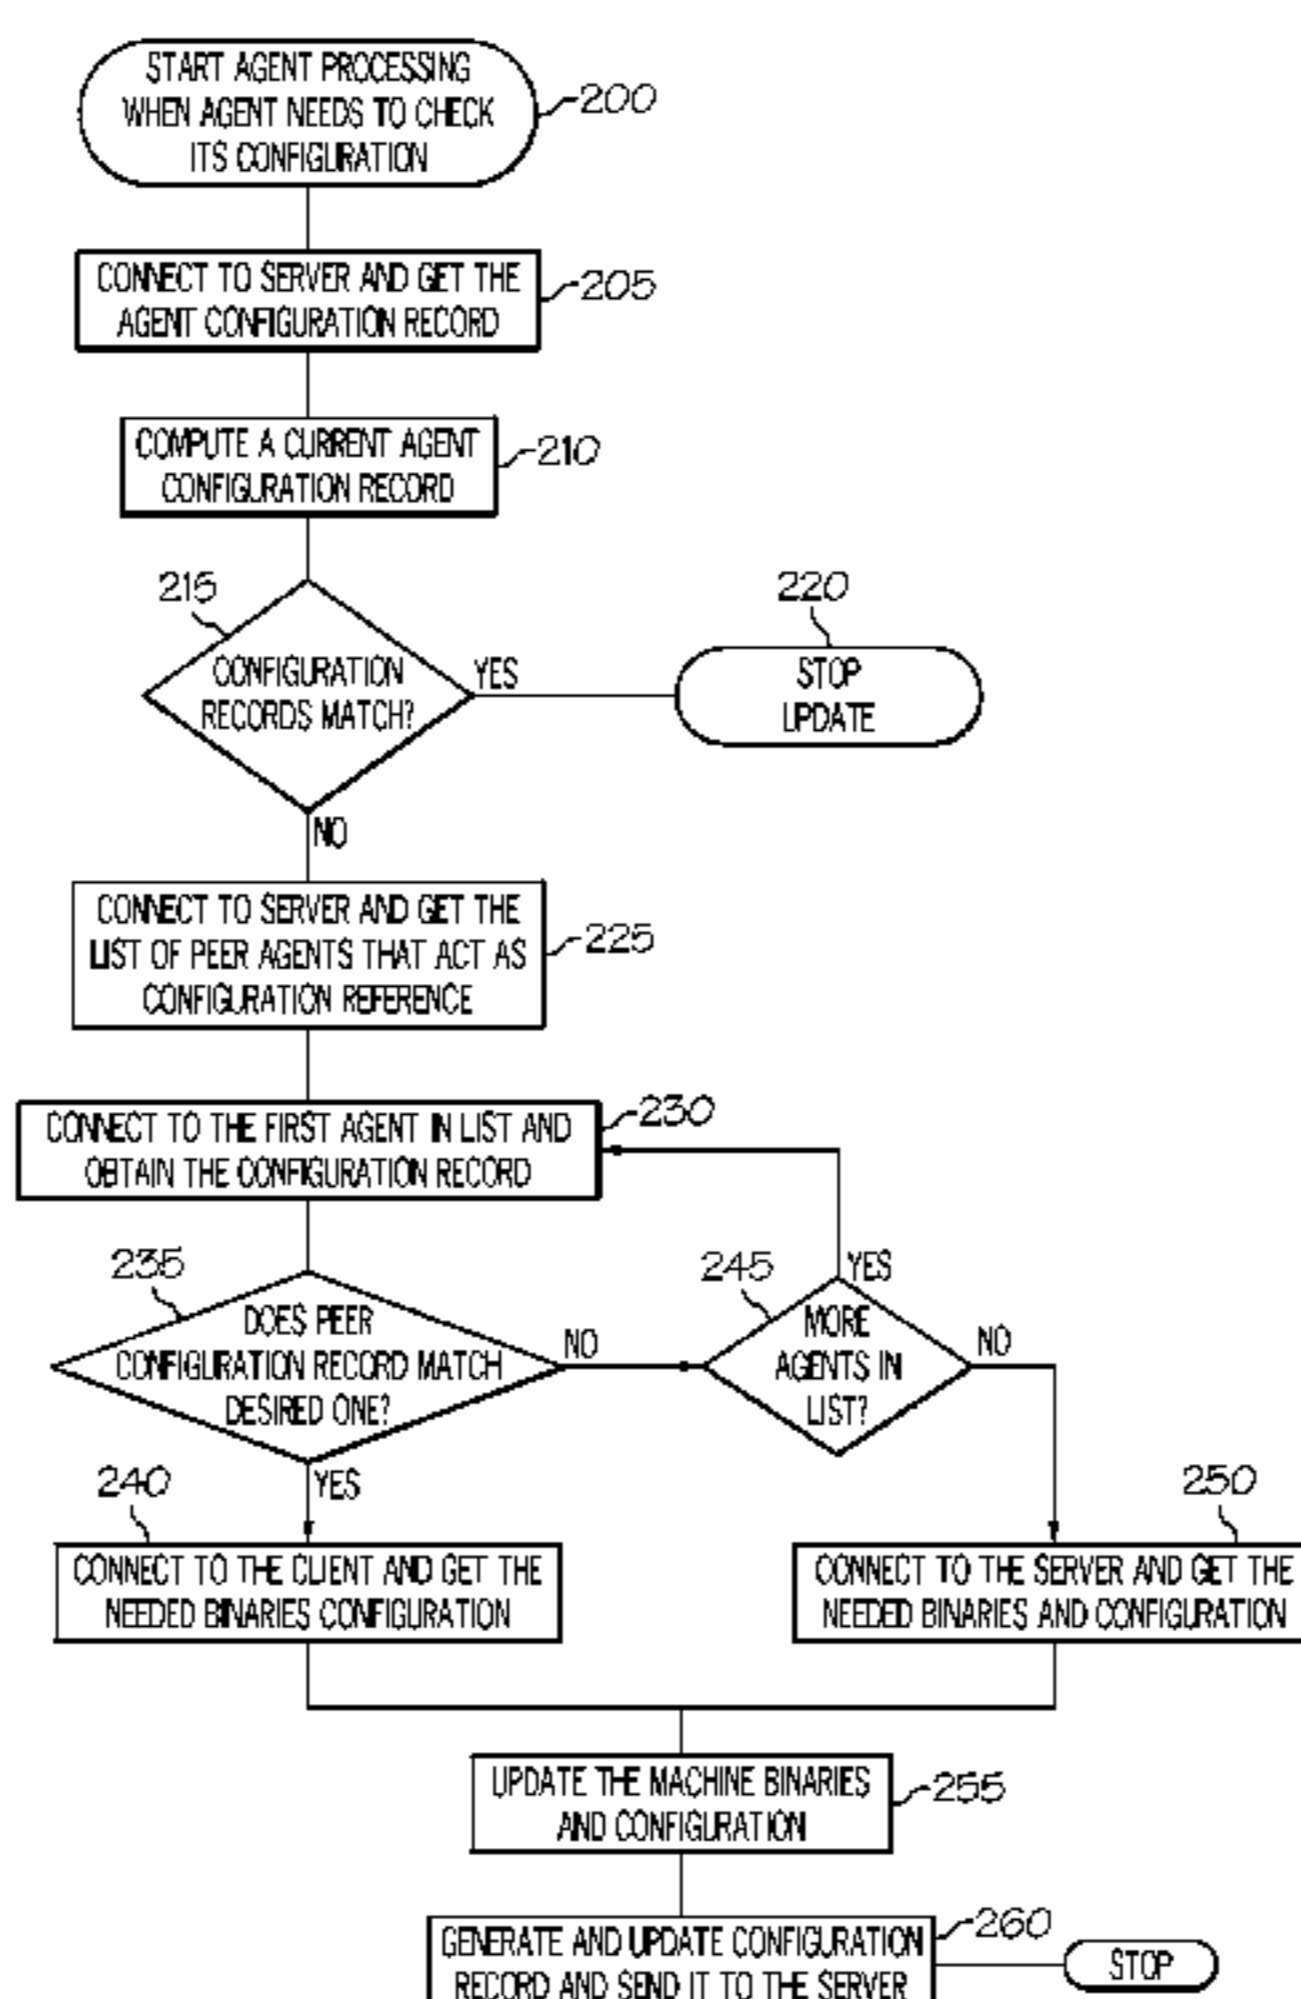 START AGENT PROCESSING
WHEN AGENT NEEDS TO CHECK
ITS CONFIGURATION
200
CONNECT TO SERVER AND GET THE
AGENT CONFIGURATION RECORD
205
COMPUTE A CURRENT AGENT
CONFIGURATION RECORD
210
215
CONFIGURATION
RECORDS MATCH?
YES
220
STOP
UPDATE
NO
CONNECT TO SERVER AND GET THE
LIST OF PEER AGENTS THAT ACT AS
CONFIGURATION REFERENCE
225
CONNECT TO THE FIRST AGENT IN LIST AND
OBTAIN THE CONFIGURATION RECORD
230
235
DOES PEER
CONFIGURATION RECORD MATCH
DESIRED ONE?
NO
245
YES
MORE
AGENTS IN
LIST?
NO
YES
240
CONNECT TO THE CLIENT AND GET THE
NEEDED BINARIES CONFIGURATION
250
CONNECT TO THE SERVER AND GET THE
NEEDED BINARIES AND CONFIGURATION
UPDATE THE MACHINE BINARIES
AND CONFIGURATION
255
GENERATE AND UPDATE CONFIGURATION
RECORD AND SEND IT TO THE SERVER
260
STOP